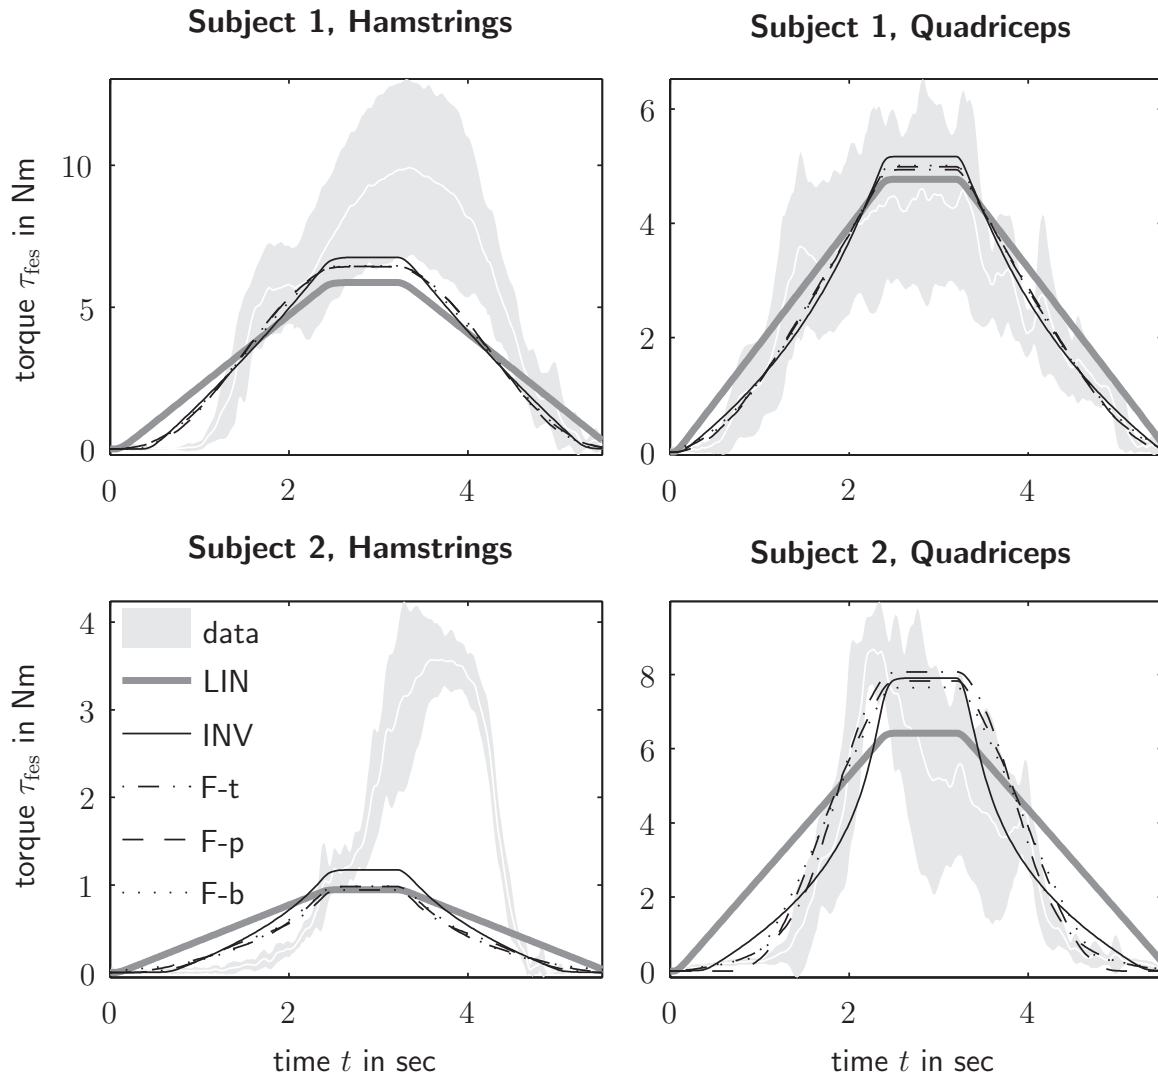 Subject 1, Hamstrings
torque τfes in Nm
10
5
0
0 2 4
Subject 1, Quadriceps
6
4
2
0
0 2 4
Subject 2, Hamstrings
torque τfes in Nm
4
3
2
1
0
data
LIN
INV
F-t
F-p
F-b
0 2 4
time t in sec
Subject 2, Quadriceps
8
6
4
2
0
0 2 4
time t in sec